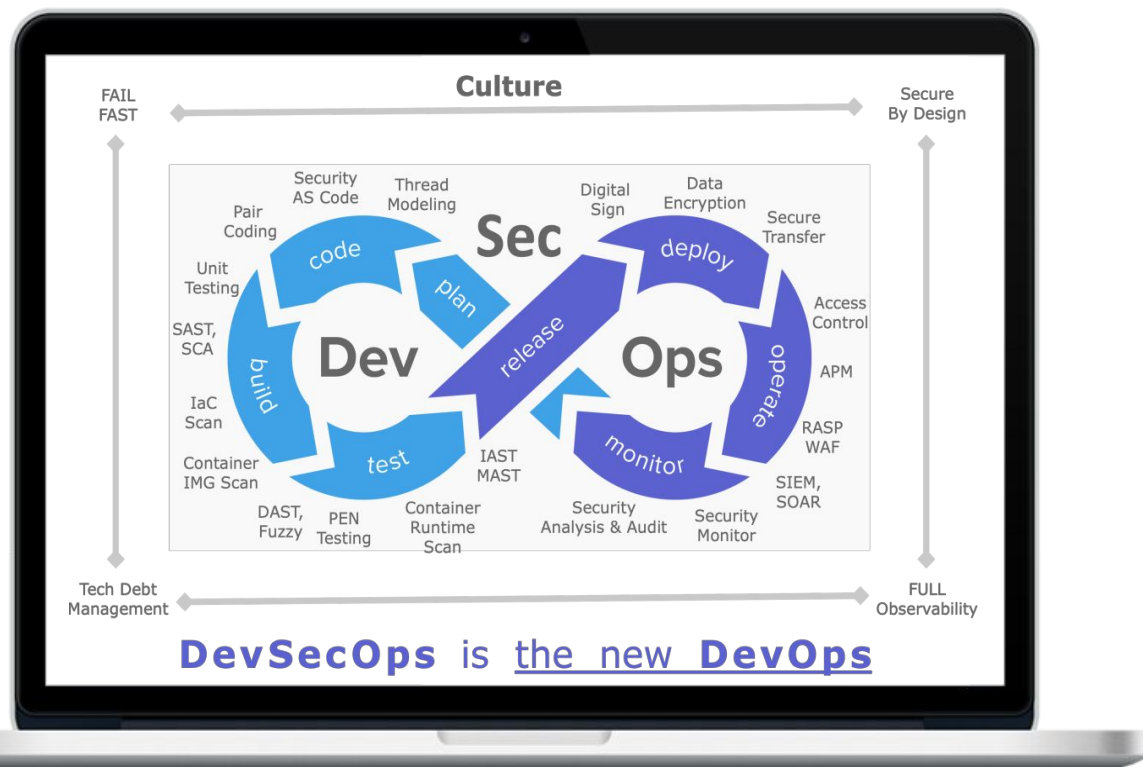 Culture
FAIL
FAST
Secure
By Design
Security
AS Code
Thread
Modeling
Pair
Coding
Unit
Testing
SAST,
SCA
IaC
Scan
Container
IMG Scan
DAST,
Fuzzy
PEN
Testing
Container
Runtime
Scan
IAST
MAST
Sec
Dev
Ops
plan
code
build
test
release
deploy
operate
monitor
Digital
Sign
Data
Encryption
Secure
Transfer
Access
Control
APM
RASP
WAF
SIEM,
SOAR
Security
Monitor
Security
Analysis & Audit
Tech Debt
Management
FULL
Observability
DevSecOps is the new DevOps